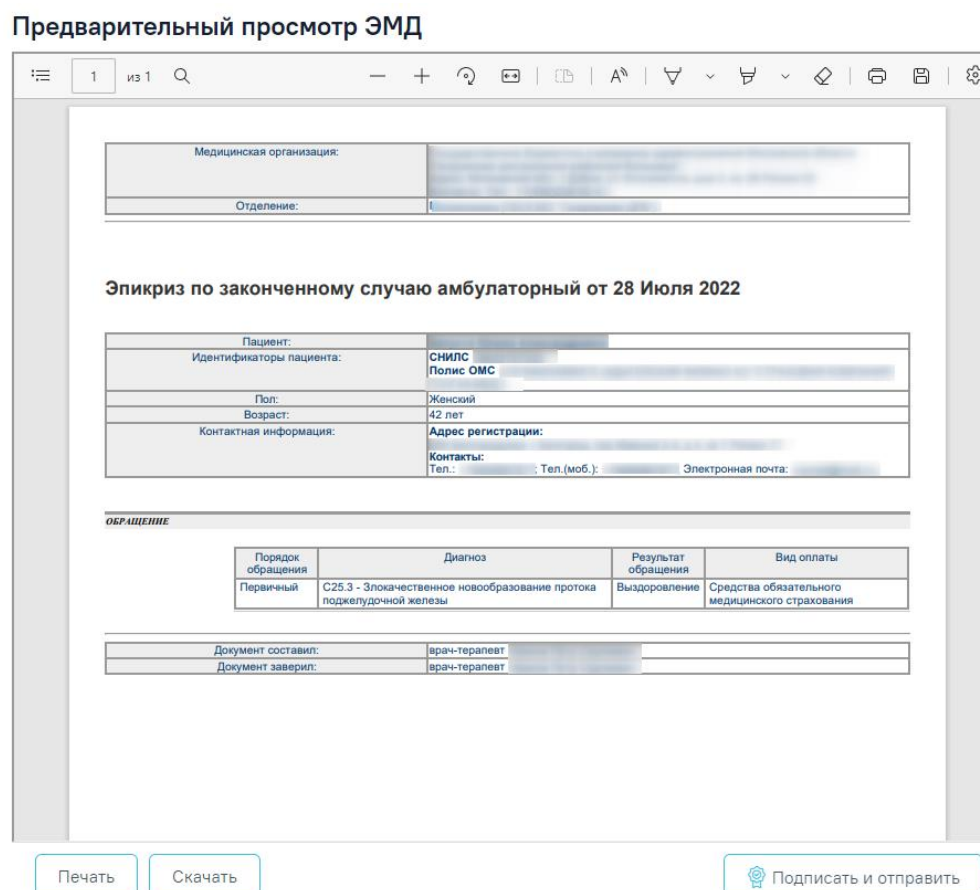 Предварительный просмотр ЭМД
1 из 1
Медицинская организация:
Отделение:
Эпикриз по законченному случаю амбулаторный от 28 Июля 2022
Пациент:
Идентификаторы пациента: СНИЛС
Полис ОМС
Пол: Женский
Возраст: 42 лет
Контактная информация: Адрес регистрации:
Контакты:
Тел.: ; Тел.(моб.): Электронная почта:
ОБРАЩЕНИЕ
Порядок обращения Диагноз Результат обращения Вид оплаты
Первичный C25.3 - Злокачественное новообразование протока поджелудочной железы Выздоровление Средства обязательного медицинского страхования
Документ составил: врач-терапевт
Документ заверил: врач-терапевт
Печать Скачать Подписать и отправить